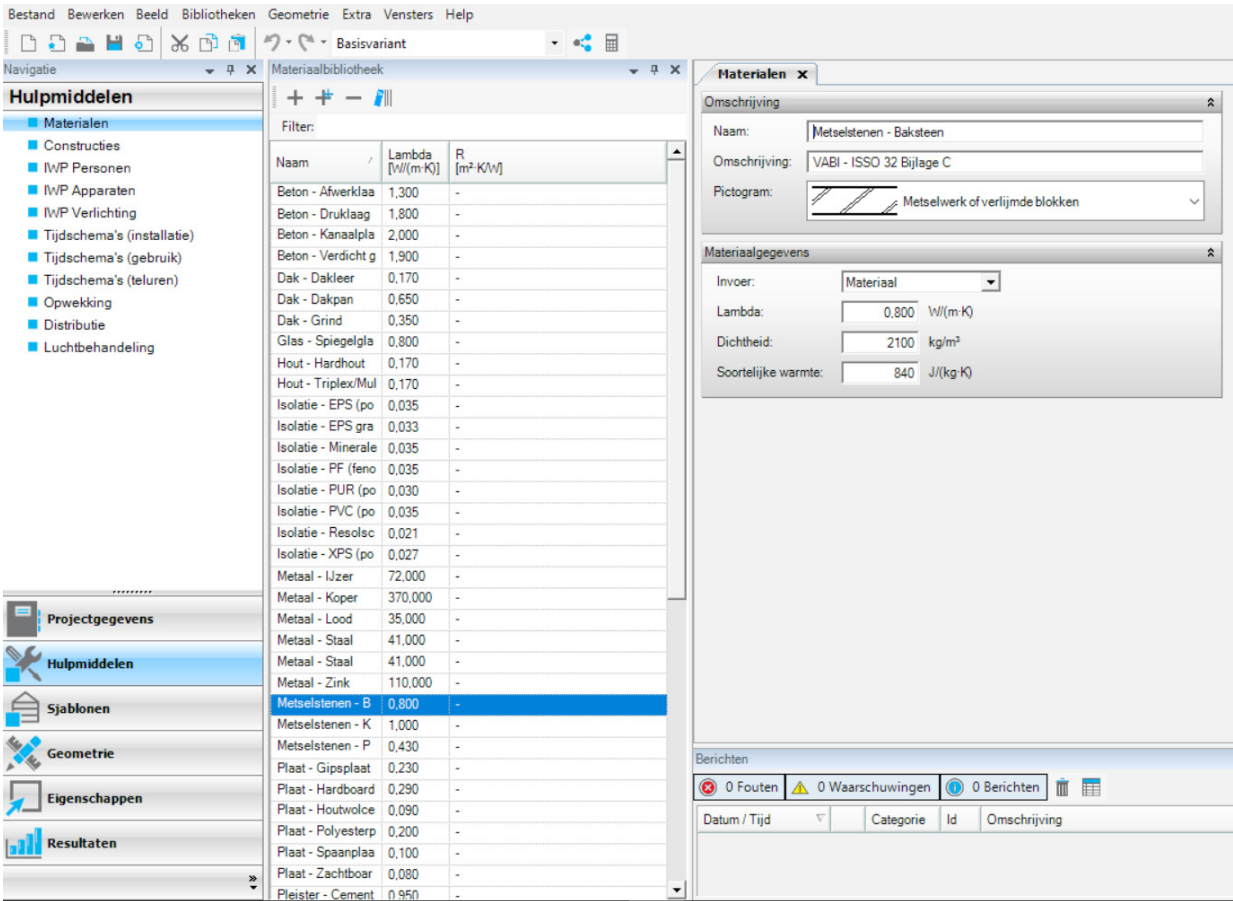 Bestand Bewerken Beeld Bibliotheken Geometrie Extra Vensters Help
Basisvariant
Navigatie
Hulpmiddelen
Materialen
Constructies
IWP Personen
IWP Apparaten
IWP Verlichting
Tijdschema's (installatie)
Tijdschema's (gebruik)
Tijdschema's (teluren)
Opwekking
Distributie
Luchtbehandeling
Projectgegevens
Hulpmiddelen
Sjablonen
Geometrie
Eigenschappen
Resultaten
Materiaalbibliotheek
Filter:
Naam Lambda [W/(m·K)] R [m²·K/W]
Beton - Afwerklaa 1,300 -
Beton - Druklaag 1,800 -
Beton - Kanaalpla 2,000 -
Beton - Verdicht g 1,900 -
Dak - Dakleer 0,170 -
Dak - Dakpan 0,650 -
Dak - Grind 0,350 -
Glas - Spiegelgla 0,800 -
Hout - Hardhout 0,170 -
Hout - Triplex/Mul 0,170 -
Isolatie - EPS (po 0,035 -
Isolatie - EPS gra 0,033 -
Isolatie - Minerale 0,035 -
Isolatie - PF (feno 0,035 -
Isolatie - PUR (po 0,030 -
Isolatie - PVC (po 0,035 -
Isolatie - Resolsc 0,021 -
Isolatie - XPS (po 0,027 -
Metaal - IJzer 72,000 -
Metaal - Koper 370,000 -
Metaal - Lood 35,000 -
Metaal - Staal 41,000 -
Metaal - Staal 41,000 -
Metaal - Zink 110,000 -
Metselstenen - B 0,800 -
Metselstenen - K 1,000 -
Metselstenen - P 0,430 -
Plaat - Gipsplaat 0,230 -
Plaat - Hardboard 0,290 -
Plaat - Houtwolce 0,090 -
Plaat - Polyesterp 0,200 -
Plaat - Spaanplaa 0,100 -
Plaat - Zachtboar 0,080 -
Pleister - Cement 0,950 -
Materialen
Omschrijving
Naam: Metselstenen - Baksteen
Omschrijving: VABI - ISSO 32 Bijlage C
Pictogram: Metselwerk of verlijmde blokken
Materiaalgegevens
Invoer: Materiaal
Lambda: 0,800 W/(m·K)
Dichtheid: 2100 kg/m³
Soortelijke warmte: 840 J/(kg·K)
Berichten
0 Fouten 0 Waarschuwingen 0 Berichten
Datum / Tijd Categorie Id Omschrijving